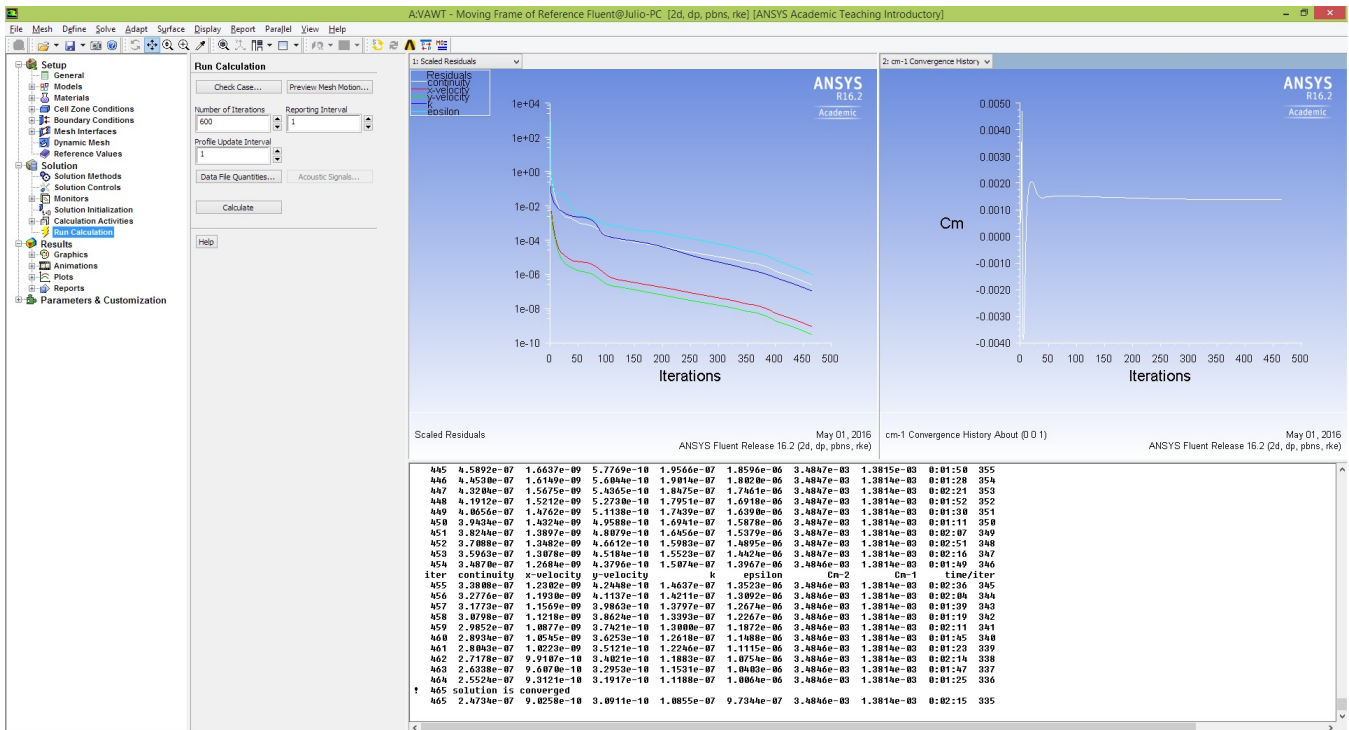 A:VAWT - Moving Frame of Reference Fluent@Julio-PC [2d, dp, pbns, rke] [ANSYS Academic Teaching Introductory]
File Mesh Define Solve Adapt Surface Display Report Parallel View Help
Setup
General
Models
Materials
Cell Zone Conditions
Boundary Conditions
Mesh Interfaces
Dynamic Mesh
Reference Values
Solution
Solution Methods
Solution Controls
Monitors
Solution Initialization
Calculation Activities
Run Calculation
Results
Graphics
Animations
Plots
Reports
Parameters & Customization
Run Calculation
Check Case... Preview Mesh Motion...
Number of Iterations Reporting Interval
600 1
Profile Update Interval
1
Data File Quantities... Acoustic Signals...
Calculate
Help
1: Scaled Residuals
Residuals
continuity
x-velocity
y-velocity
k
epsilon
ANSYS
R16.2
Academic
1e+04
1e+02
1e+00
1e-02
1e-04
1e-06
1e-08
1e-10
0 50 100 150 200 250 300 350 400 450 500
Iterations
Scaled Residuals May 01, 2016
ANSYS Fluent Release 16.2 (2d, dp, pbns, rke)
2: cm-1 Convergence History
ANSYS
R16.2
Academic
0.0050
0.0040
0.0030
0.0020
0.0010
0.0000
-0.0010
-0.0020
-0.0030
-0.0040
Cm
0 50 100 150 200 250 300 350 400 450 500
Iterations
cm-1 Convergence History About (0 0 1) May 01, 2016
ANSYS Fluent Release 16.2 (2d, dp, pbns, rke)
445 4.5892e-07 1.6637e-09 5.7769e-10 1.9566e-07 1.8596e-06 3.4847e-03 1.3815e-03 0:01:50 355
446 4.4530e-07 1.6149e-09 5.6044e-10 1.9014e-07 1.8020e-06 3.4847e-03 1.3814e-03 0:01:28 354
447 4.3204e-07 1.5675e-09 5.4365e-10 1.8475e-07 1.7461e-06 3.4847e-03 1.3814e-03 0:02:21 353
448 4.1912e-07 1.5212e-09 5.2730e-10 1.7951e-07 1.6918e-06 3.4847e-03 1.3814e-03 0:01:52 352
449 4.0656e-07 1.4762e-09 5.1138e-10 1.7439e-07 1.6390e-06 3.4847e-03 1.3814e-03 0:01:30 351
450 3.9434e-07 1.4324e-09 4.9588e-10 1.6941e-07 1.5878e-06 3.4847e-03 1.3814e-03 0:01:11 350
451 3.8244e-07 1.3897e-09 4.8079e-10 1.6456e-07 1.5379e-06 3.4847e-03 1.3814e-03 0:02:07 349
452 3.7088e-07 1.3482e-09 4.6612e-10 1.5983e-07 1.4895e-06 3.4847e-03 1.3814e-03 0:02:51 348
453 3.5963e-07 1.3078e-09 4.5184e-10 1.5523e-07 1.4424e-06 3.4847e-03 1.3814e-03 0:02:16 347
454 3.4870e-07 1.2684e-09 4.3796e-10 1.5074e-07 1.3967e-06 3.4846e-03 1.3814e-03 0:01:49 346
iter continuity x-velocity y-velocity k epsilon Cm-2 Cm-1 time/iter
455 3.3808e-07 1.2302e-09 4.2448e-10 1.4637e-07 1.3523e-06 3.4846e-03 1.3814e-03 0:02:36 345
456 3.2776e-07 1.1930e-09 4.1137e-10 1.4211e-07 1.3092e-06 3.4846e-03 1.3814e-03 0:02:04 344
457 3.1773e-07 1.1569e-09 3.9863e-10 1.3797e-07 1.2674e-06 3.4846e-03 1.3814e-03 0:01:39 343
458 3.0798e-07 1.1218e-09 3.8624e-10 1.3393e-07 1.2267e-06 3.4846e-03 1.3814e-03 0:01:19 342
459 2.9852e-07 1.0877e-09 3.7421e-10 1.3000e-07 1.1872e-06 3.4846e-03 1.3814e-03 0:02:11 341
460 2.8934e-07 1.0545e-09 3.6253e-10 1.2618e-07 1.1488e-06 3.4846e-03 1.3814e-03 0:01:45 340
461 2.8043e-07 1.0223e-09 3.5121e-10 1.2246e-07 1.1115e-06 3.4846e-03 1.3814e-03 0:01:23 339
462 2.7178e-07 9.9107e-10 3.4021e-10 1.1883e-07 1.0754e-06 3.4846e-03 1.3814e-03 0:02:14 338
463 2.6338e-07 9.6070e-10 3.2953e-10 1.1531e-07 1.0403e-06 3.4846e-03 1.3814e-03 0:01:47 337
464 2.5524e-07 9.3121e-10 3.1917e-10 1.1188e-07 1.0064e-06 3.4846e-03 1.3814e-03 0:01:25 336
! 465 solution is converged
465 2.4734e-07 9.0258e-10 3.0911e-10 1.0855e-07 9.7344e-07 3.4846e-03 1.3814e-03 0:02:15 335